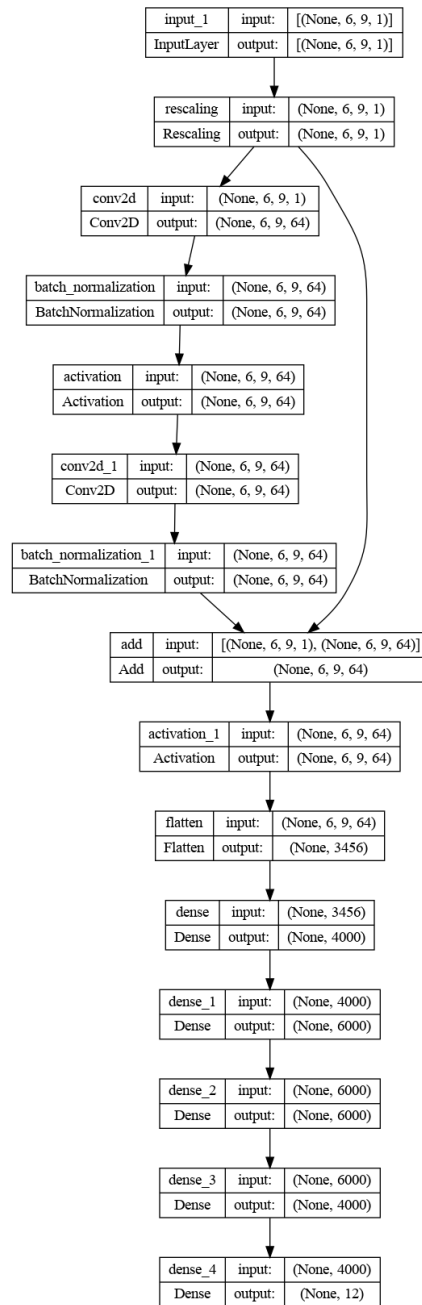 input_1 input: [(None, 6, 9, 1)]
InputLayer output: [(None, 6, 9, 1)]
rescaling input: (None, 6, 9, 1)
Rescaling output: (None, 6, 9, 1)
conv2d input: (None, 6, 9, 1)
Conv2D output: (None, 6, 9, 64)
batch_normalization input: (None, 6, 9, 64)
BatchNormalization output: (None, 6, 9, 64)
activation input: (None, 6, 9, 64)
Activation output: (None, 6, 9, 64)
conv2d_1 input: (None, 6, 9, 64)
Conv2D output: (None, 6, 9, 64)
batch_normalization_1 input: (None, 6, 9, 64)
BatchNormalization output: (None, 6, 9, 64)
add input: [(None, 6, 9, 1), (None, 6, 9, 64)]
Add output: (None, 6, 9, 64)
activation_1 input: (None, 6, 9, 64)
Activation output: (None, 6, 9, 64)
flatten input: (None, 6, 9, 64)
Flatten output: (None, 3456)
dense input: (None, 3456)
Dense output: (None, 4000)
dense_1 input: (None, 4000)
Dense output: (None, 6000)
dense_2 input: (None, 6000)
Dense output: (None, 6000)
dense_3 input: (None, 6000)
Dense output: (None, 4000)
dense_4 input: (None, 4000)
Dense output: (None, 12)